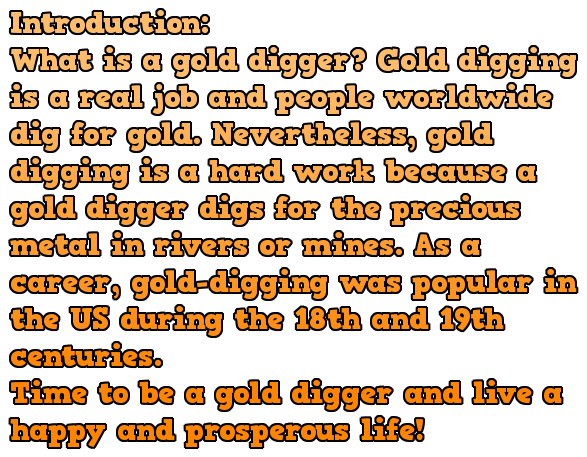 Introduction:
What is a gold digger? Gold digging
is a real job and people worldwide
dig for gold. Nevertheless, gold
digging is a hard work because a
gold digger digs for the precious
metal in rivers or mines. As a
career, gold-digging was popular in
the US during the 18th and 19th
centuries.
Time to be a gold digger and live a
happy and prosperous life!